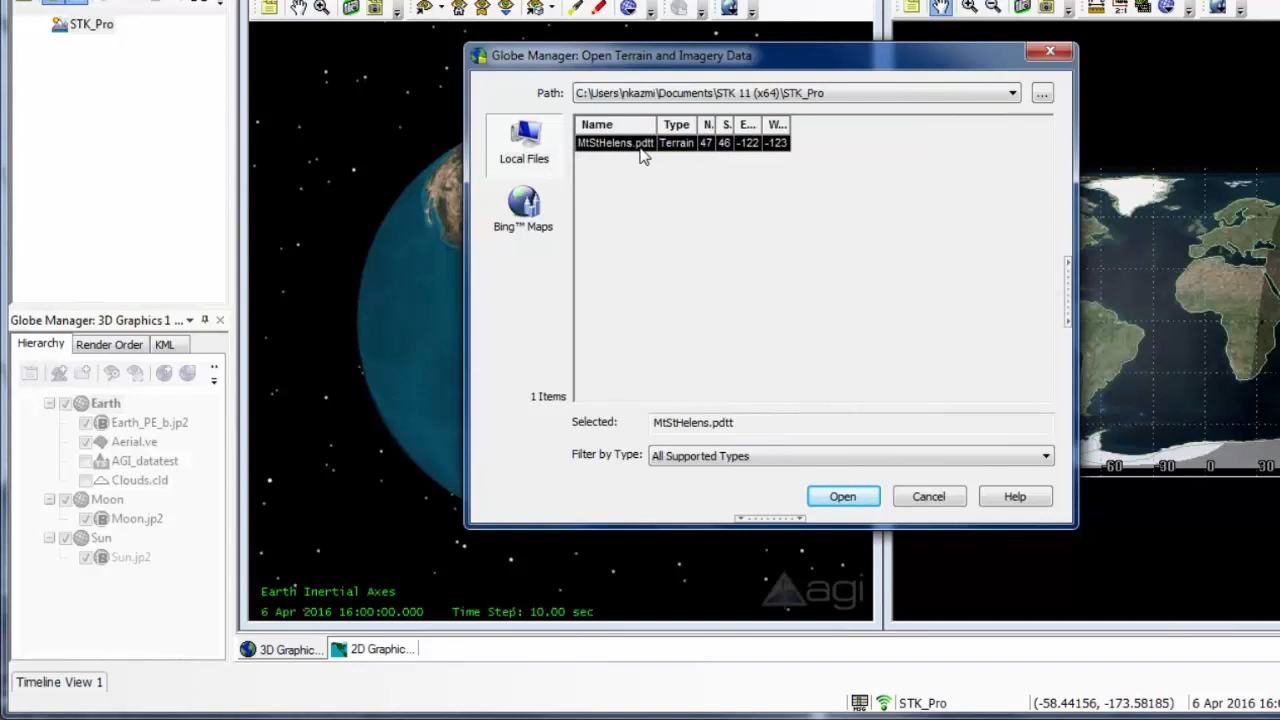 STK_Pro
Globe Manager: Open Terrain and Imagery Data
Path:
C:\Users\nkazmi\Documents\STK 11 (x64)\STK_Pro
...
Name Type N. S. E... W...
MtStHelens.pdtt Terrain 47 46 -122 -123
Local Files
Bing™ Maps
1 Items
Selected: MtStHelens.pdtt
Filter by Type: All Supported Types
Open Cancel Help
Globe Manager: 3D Graphics 1 ...
Hierarchy Render Order KML
Earth
Earth_PE_b.jp2
Aerial.ve
AGI_datatest
Clouds.cld
Moon
Moon.jp2
Sun
Sun.jp2
-60 -30 0 30
Earth Inertial Axes
6 Apr 2016 16:00:00.000 Time Step: 10.00 sec
agi
3D Graphic... 2D Graphic...
Timeline View 1
STK_Pro (-58.44156, -173.58185) 6 Apr 2016 16:0